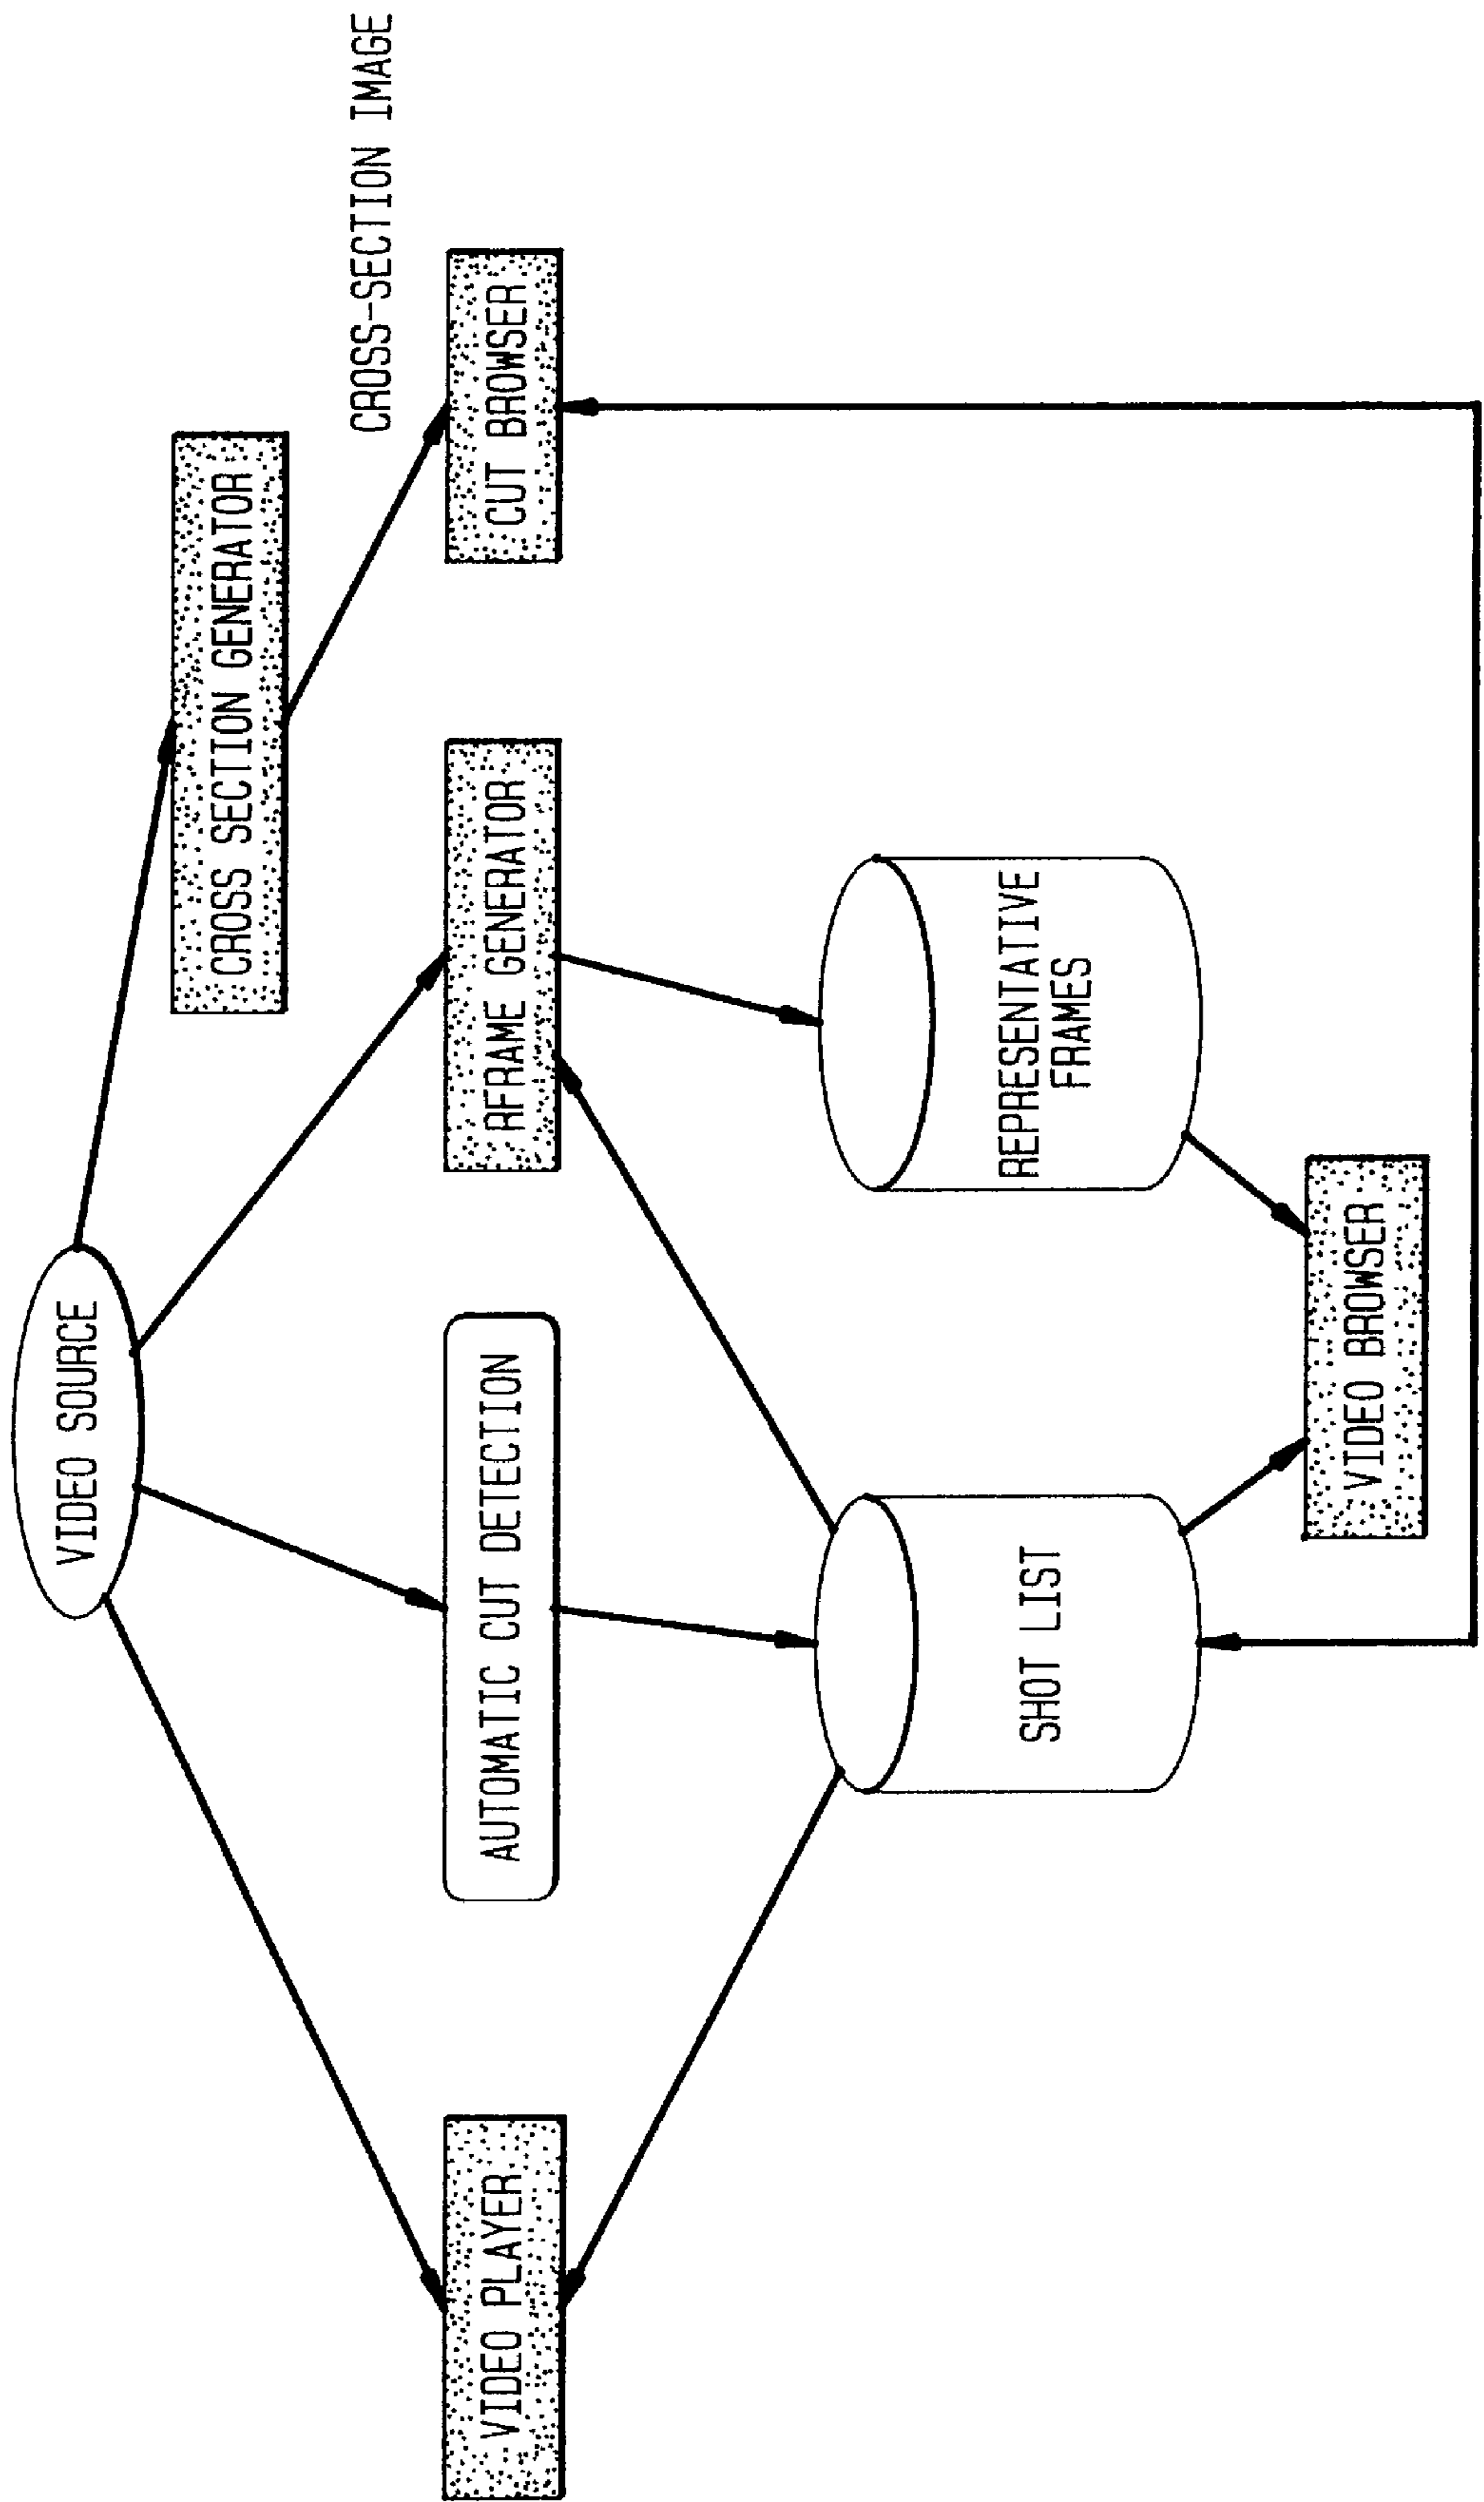 VIDEO SOURCE
CROSS SECTION GENERATOR
CROSS-SECTION IMAGE
VIDEO PLAYER
AUTOMATIC CUT DETECTION
RFRAME GENERATOR
CUT BROWSER
SHOT LIST
REPRESENTATIVE
FRAMES
VIDEO BROWSER